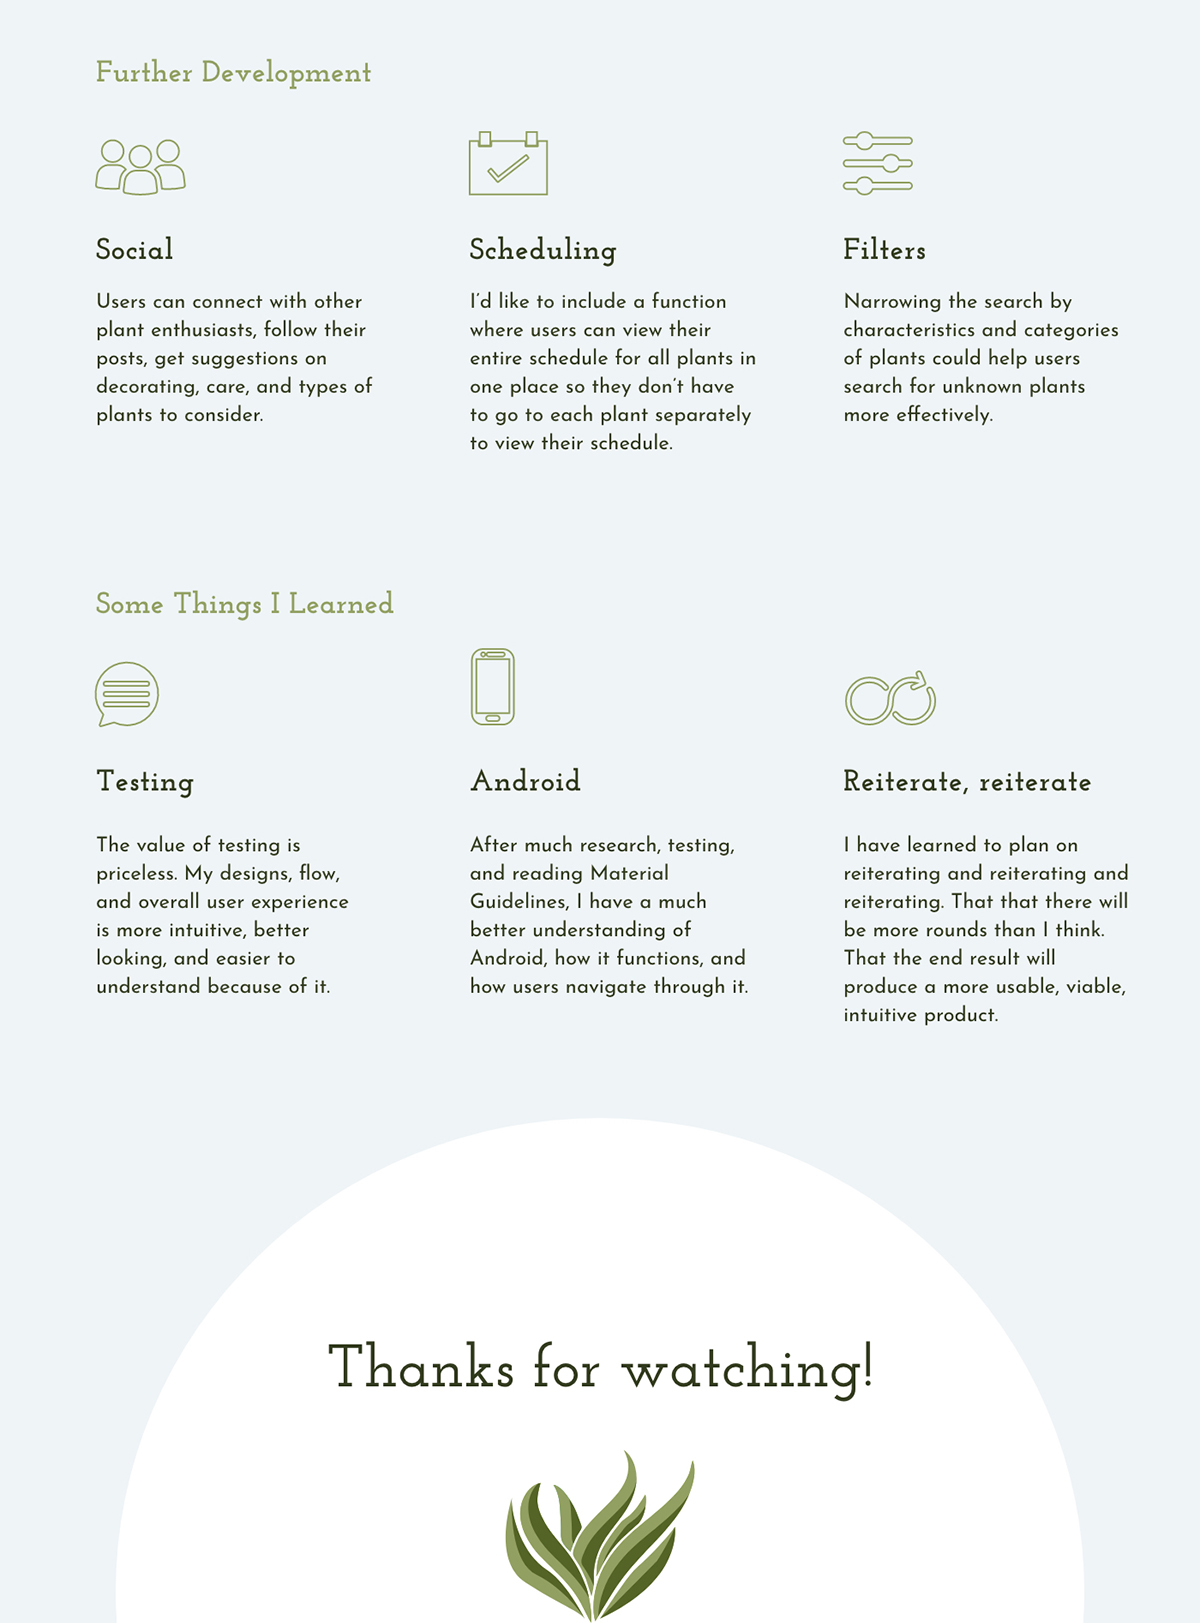 Further Development
Social
Users can connect with other
plant enthusiasts, follow their
posts, get suggestions on
decorating, care, and types of
plants to consider.
Scheduling
I'd like to include a function
where users can view their
entire schedule for all plants in
one place so they don't have
to go to each plant separately
to view their schedule.
Filters
Narrowing the search by
characteristics and categories
of plants could help users
search for unknown plants
more effectively.
Some Things I Learned
Testing
The value of testing is
priceless. My designs, flow,
and overall user experience
is more intuitive, better
looking, and easier to
understand because of it.
Android
After much research, testing,
and reading Material
Guidelines, I have a much
better understanding of
Android, how it functions, and
how users navigate through it.
Reiterate, reiterate
I have learned to plan on
reiterating and reiterating and
reiterating. That that there will
be more rounds than I think.
That the end result will
produce a more usable, viable,
intuitive product.
Thanks for watching!